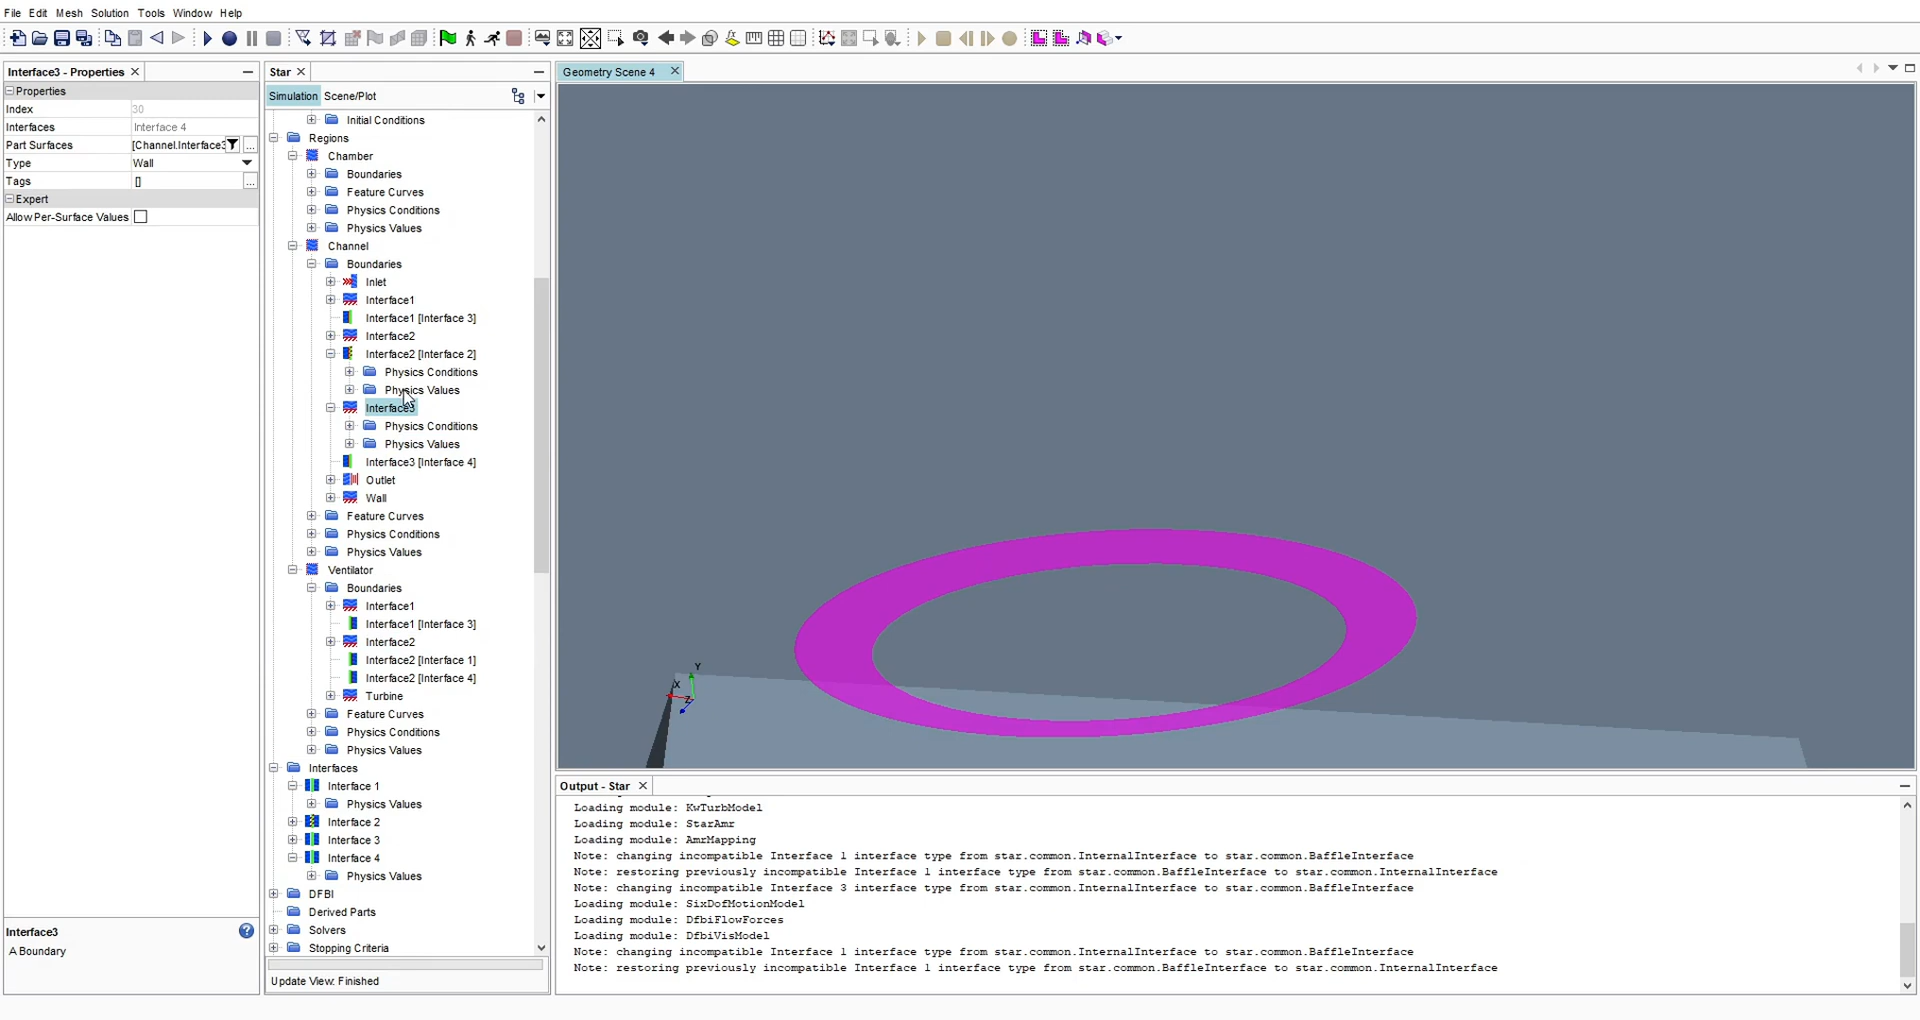 File Edit Mesh Solution Tools Window Help
Interface3 - Properties
Properties
Index 30
Interfaces Interface 4
Part Surfaces [Channel.Interface3 ...
Type Wall
Tags [] ...
Expert
Allow Per-Surface Values
Interface3
A Boundary
Star
Simulation Scene/Plot
Initial Conditions
Regions
Chamber
Boundaries
Feature Curves
Physics Conditions
Physics Values
Channel
Boundaries
Inlet
Interface1
Interface1 [Interface 3]
Interface2
Interface2 [Interface 2]
Physics Conditions
Physics Values
Interface3
Physics Conditions
Physics Values
Interface3 [Interface 4]
Outlet
Wall
Feature Curves
Physics Conditions
Physics Values
Ventilator
Boundaries
Interface1
Interface1 [Interface 3]
Interface2
Interface2 [Interface 1]
Interface2 [Interface 4]
Turbine
Feature Curves
Physics Conditions
Physics Values
Interfaces
Interface 1
Physics Values
Interface 2
Interface 3
Interface 4
Physics Values
DFBI
Derived Parts
Solvers
Stopping Criteria
Update View: Finished
Geometry Scene 4
Y
X
Z
Output - Star
Loading module: KwTurbModel
Loading module: StarAmr
Loading module: AmrMapping
Note: changing incompatible Interface 1 interface type from star.common.InternalInterface to star.common.BaffleInterface
Note: restoring previously incompatible Interface 1 interface type from star.common.BaffleInterface to star.common.InternalInterface
Note: changing incompatible Interface 3 interface type from star.common.InternalInterface to star.common.BaffleInterface
Loading module: SixDofMotionModel
Loading module: DfbiFlowForces
Loading module: DfbiVisModel
Note: changing incompatible Interface 1 interface type from star.common.InternalInterface to star.common.BaffleInterface
Note: restoring previously incompatible Interface 1 interface type from star.common.BaffleInterface to star.common.InternalInterface